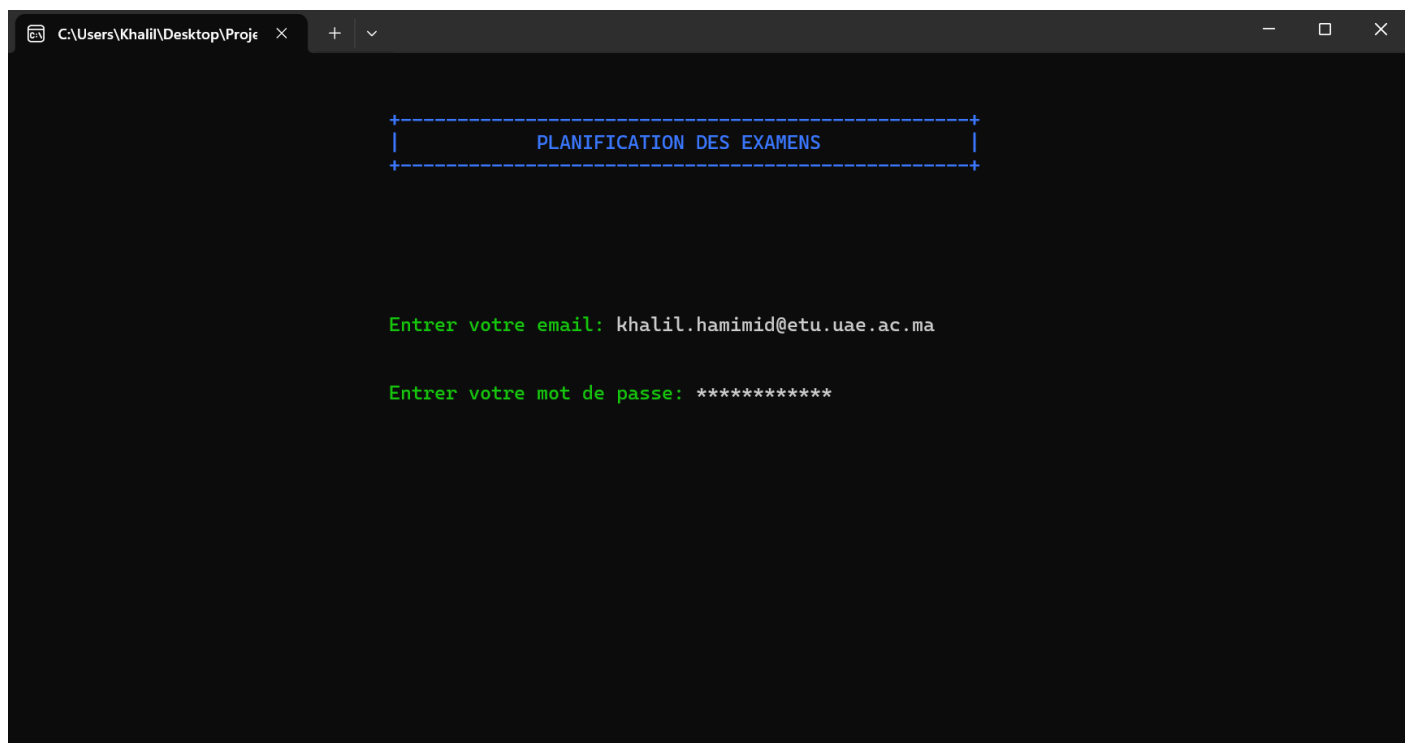 C:\Users\Khalil\Desktop\Proje
+--------------------------------------------------+
| PLANIFICATION DES EXAMENS |
+--------------------------------------------------+
Entrer votre email: khalil.hamimid@etu.uae.ac.ma
Entrer votre mot de passe: ************